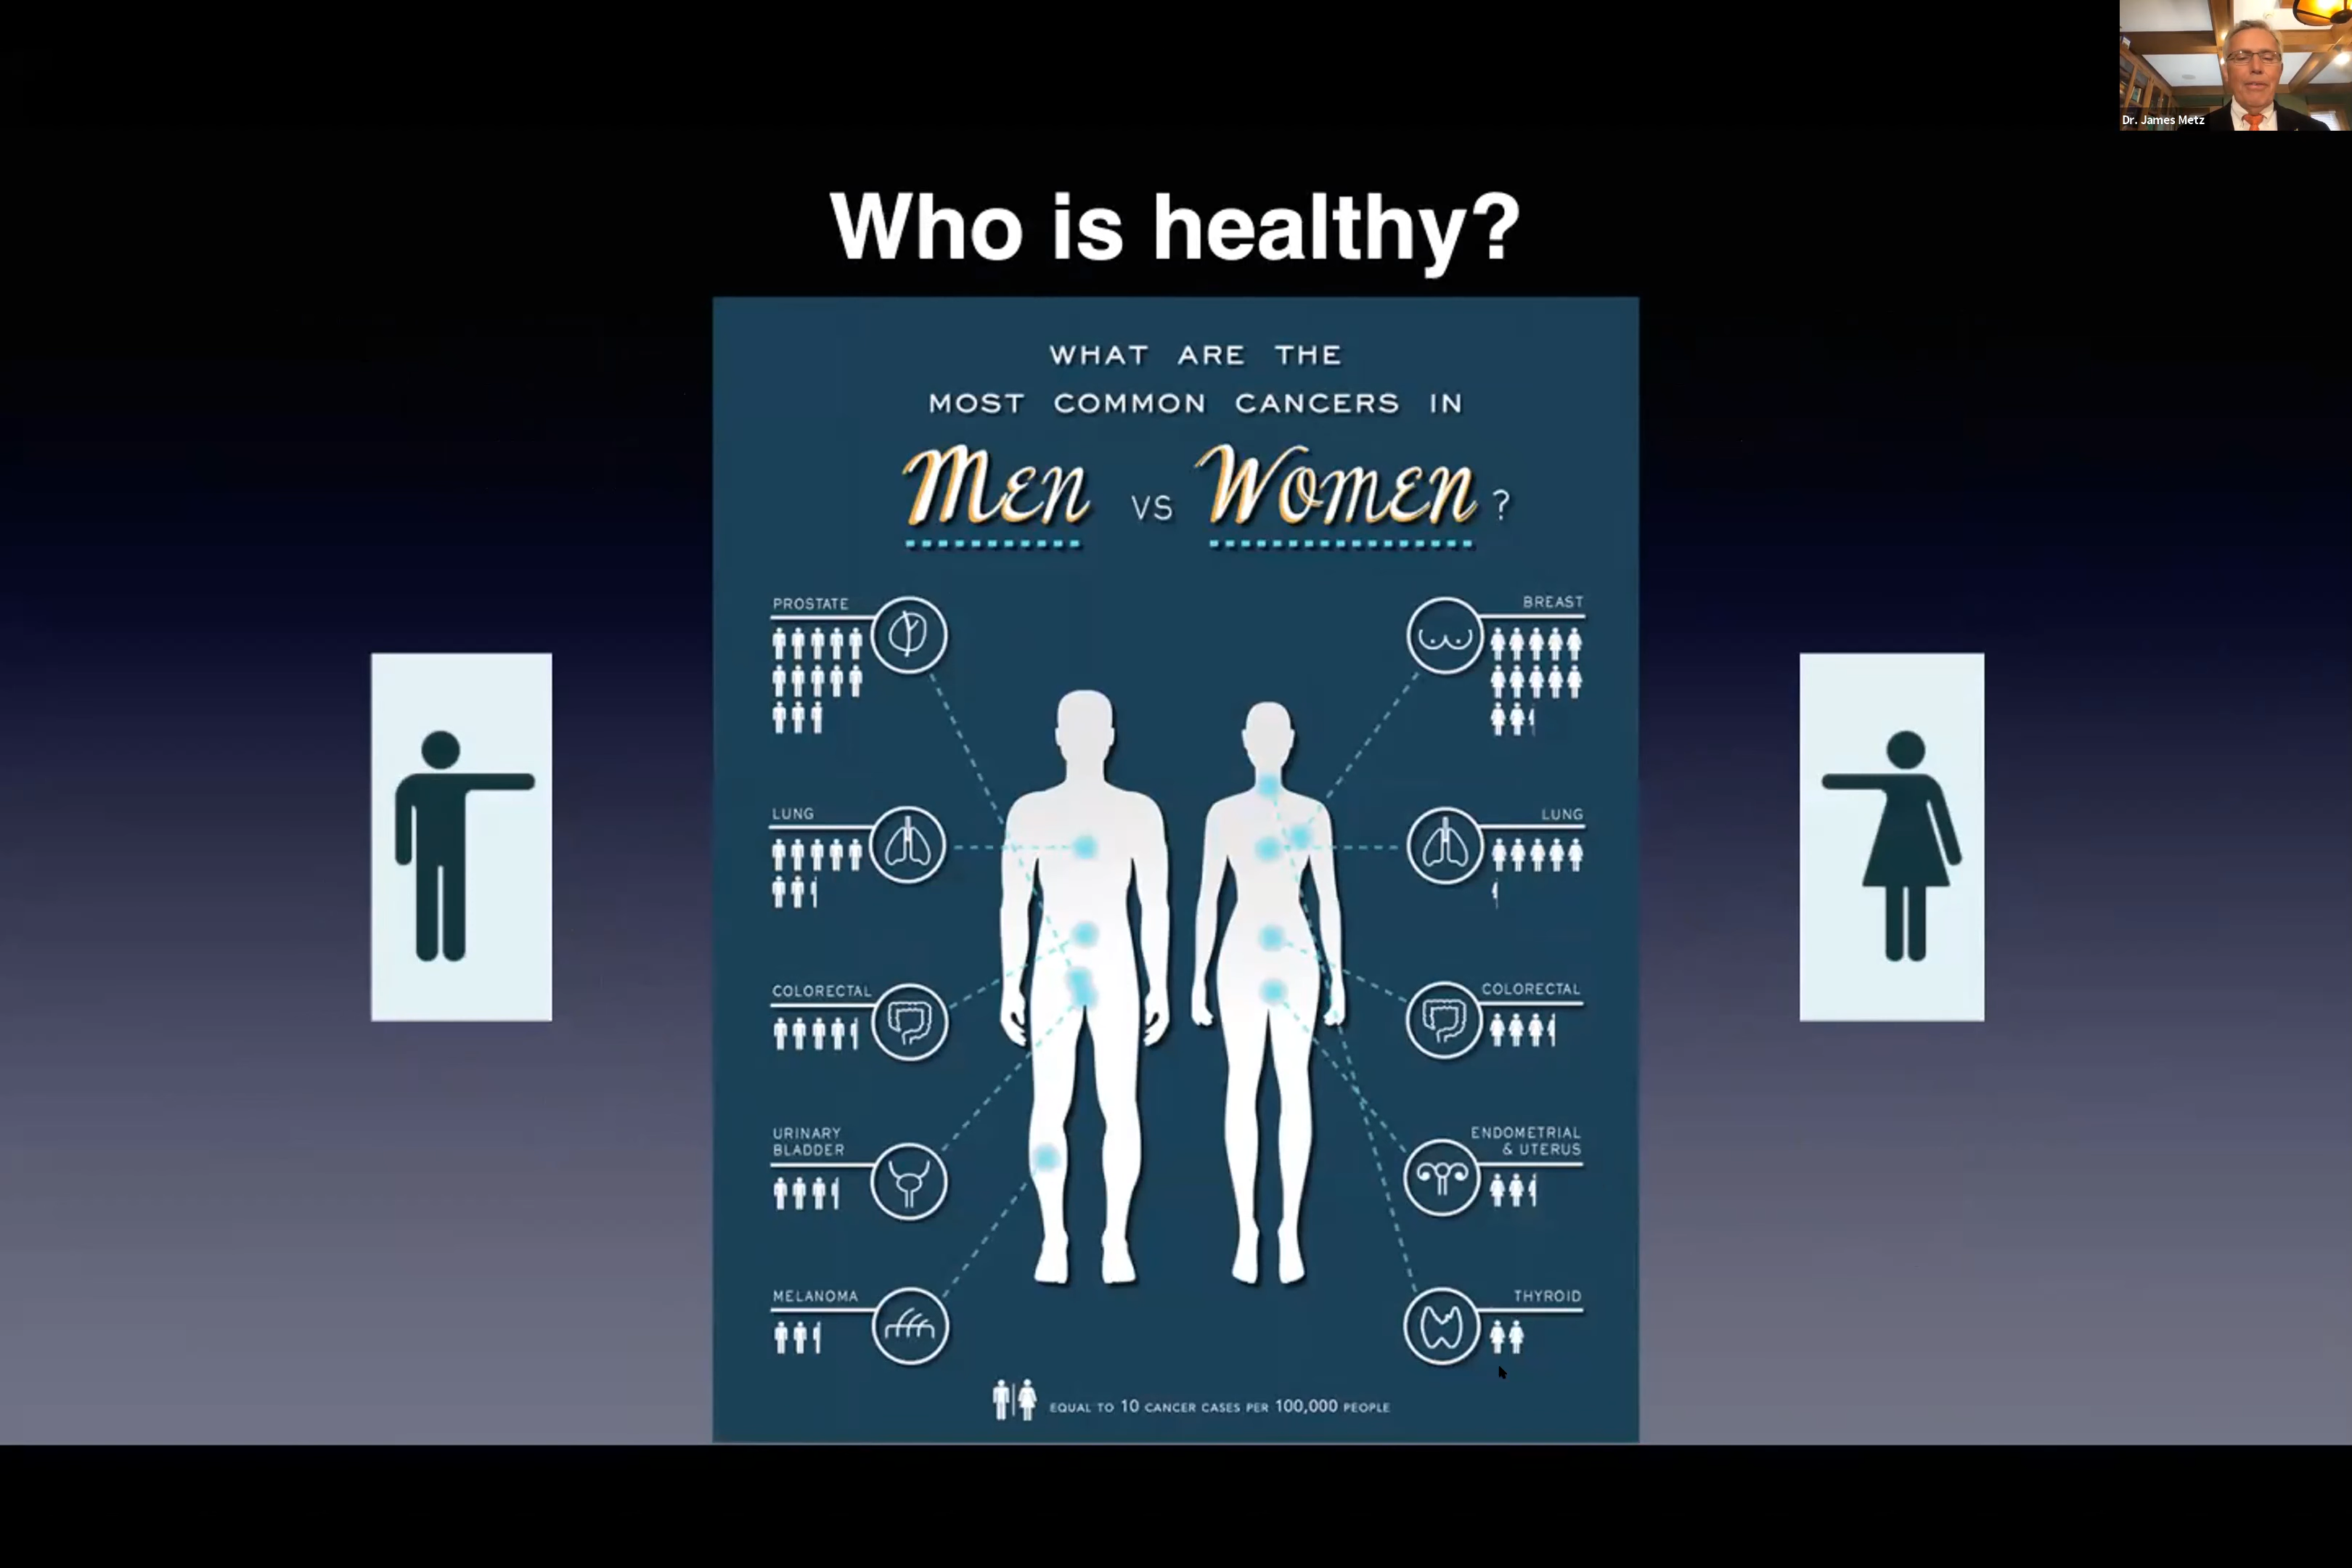 Dr. James Metz
Who is healthy?
WHAT ARE THE
MOST COMMON CANCERS IN
Men VS Women ?
PROSTATE
BREAST
LUNG
LUNG
COLORECTAL
COLORECTAL
URINARY
BLADDER
ENDOMETRIAL
& UTERUS
MELANOMA
THYROID
EQUAL TO 10 CANCER CASES PER 100,000 PEOPLE